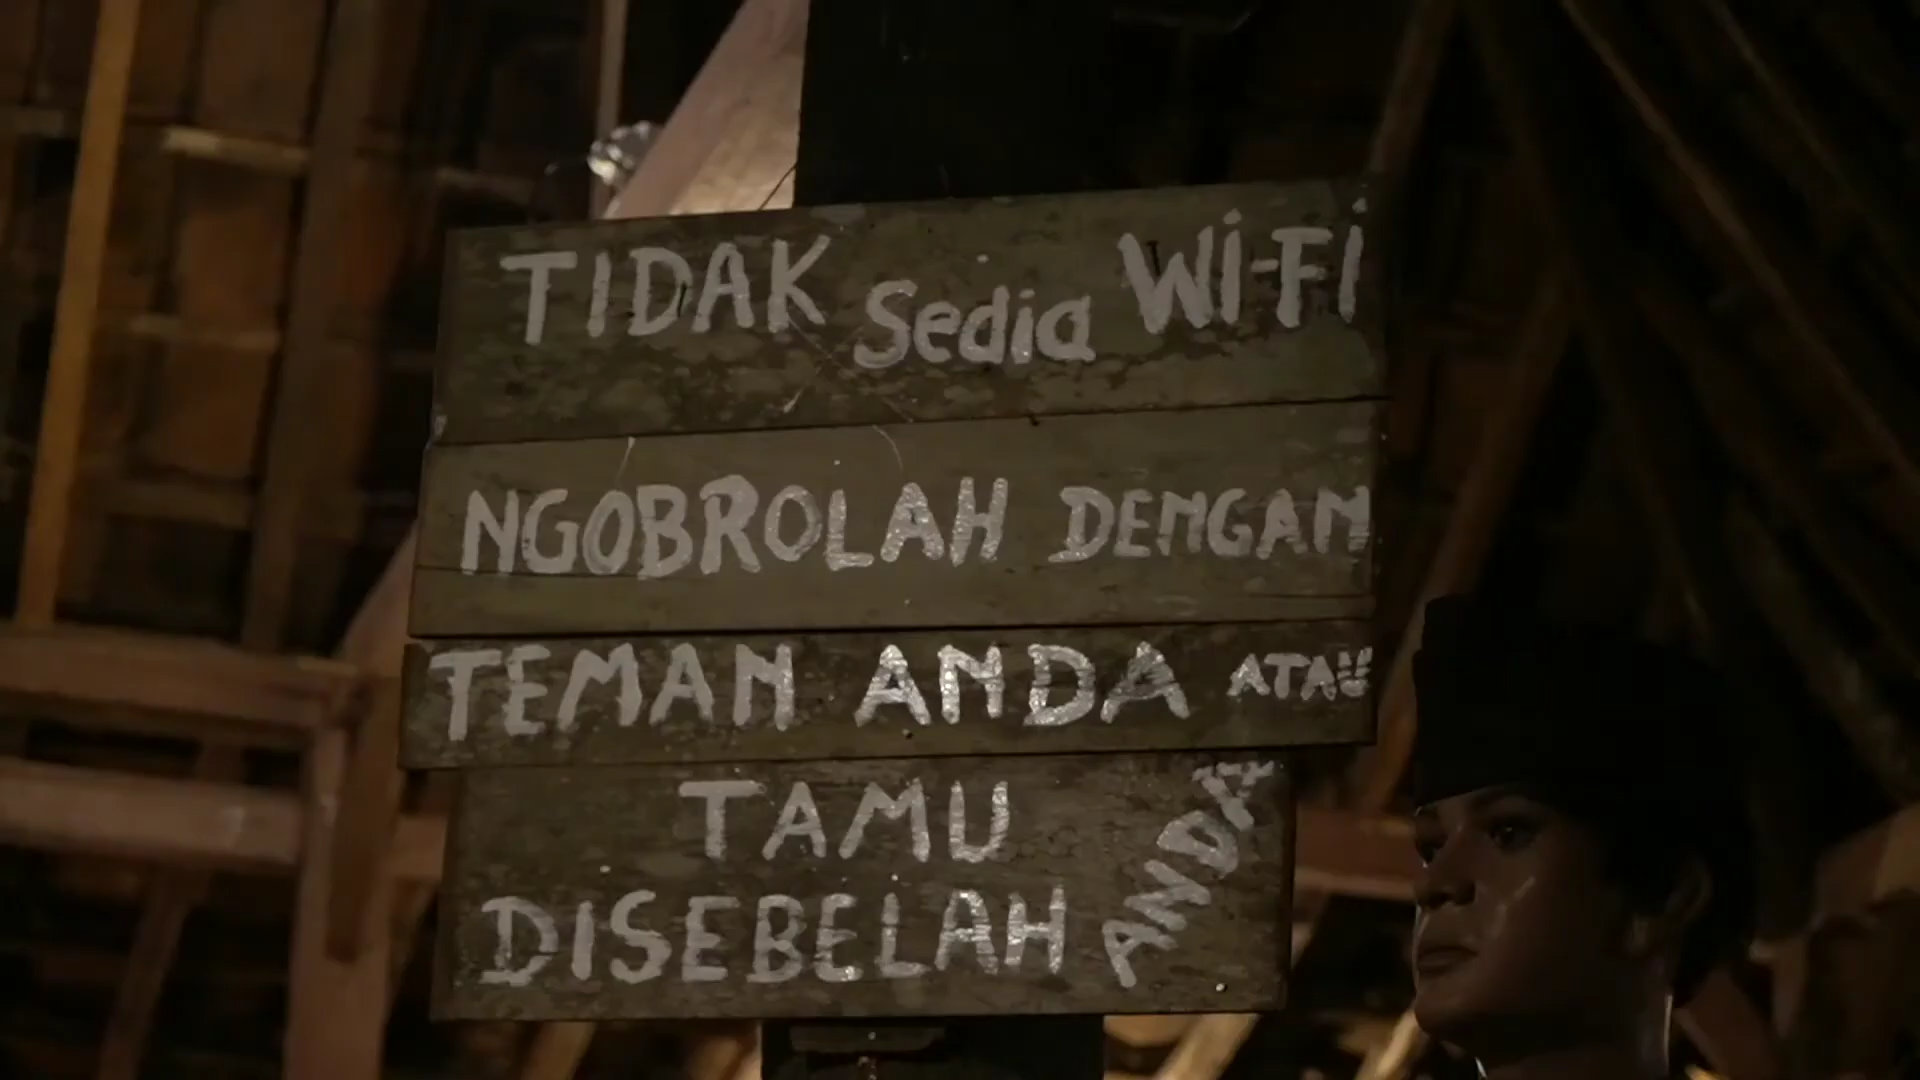 TIDAK Sedia Wi-Fi
NGOBROLAH DENGAN
TEMAN ANDA ATAU
TAMU
DISEBELAH ANDA